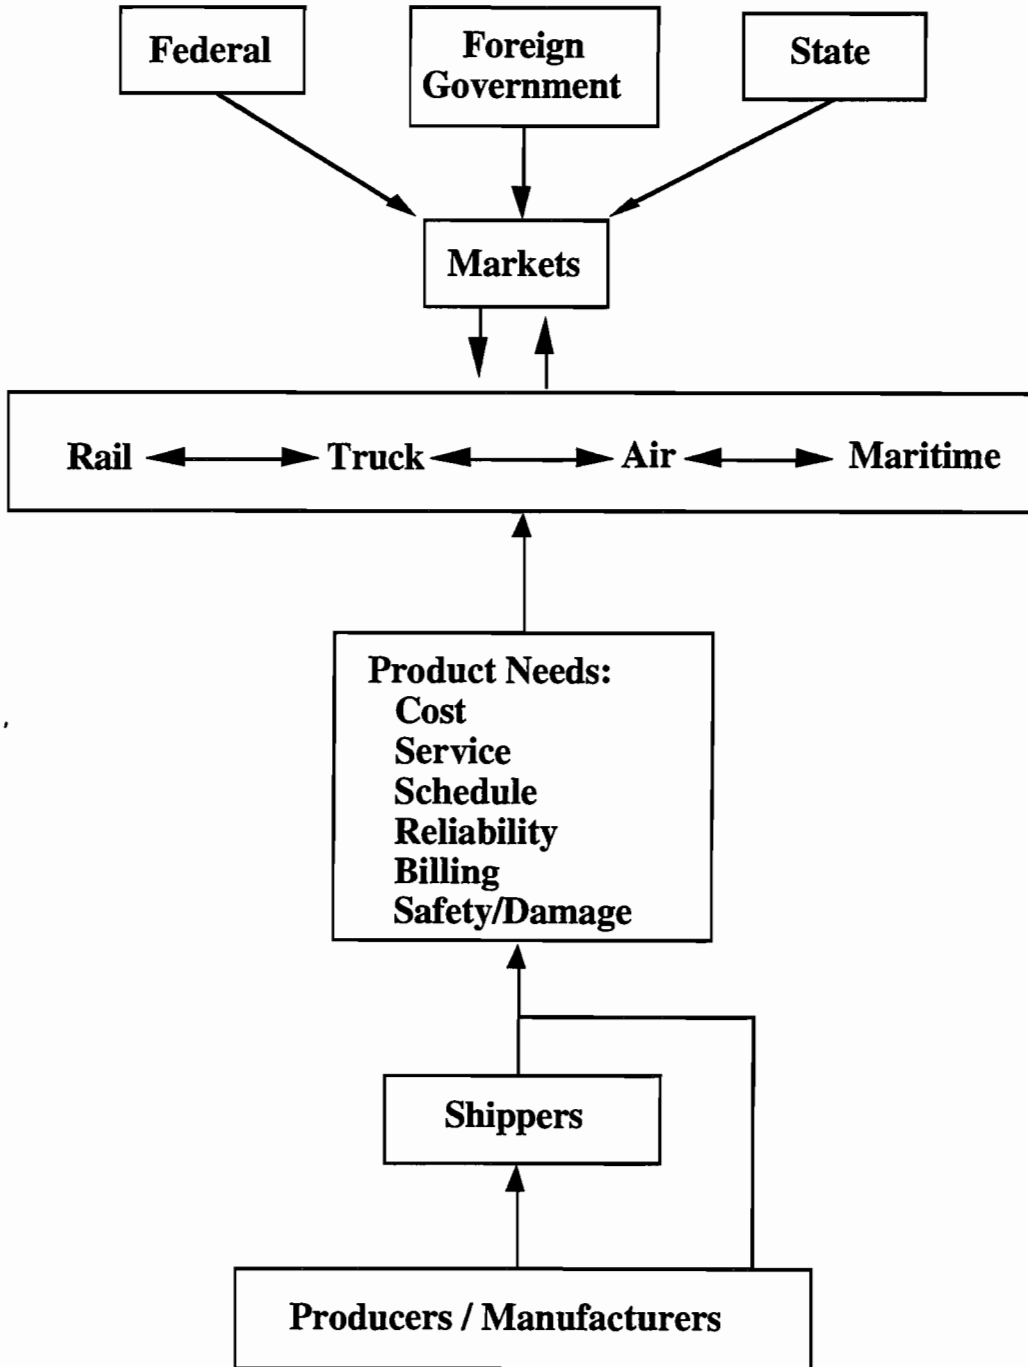 Federal
Foreign
Government
State
Markets
Rail
Truck
Air
Maritime
Product Needs:
Cost
Service
Schedule
Reliability
Billing
Safety/Damage
Shippers
Producers / Manufacturers